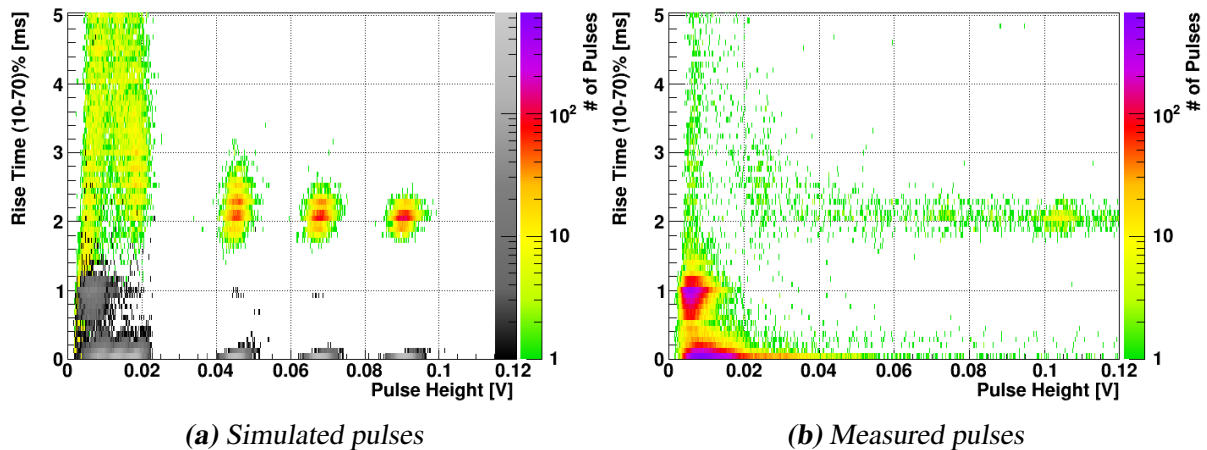 Rise Time (10-70)% [ms]
5
4
3
2
1
0
0 0.02 0.04 0.06 0.08 0.1 0.12
Pulse Height [V]
# of Pulses
10²
10
1
(a) Simulated pulses
Rise Time (10-70)% [ms]
5
4
3
2
1
0
0 0.02 0.04 0.06 0.08 0.10 0.12
Pulse Height [V]
# of Pulses
10²
10
1
(b) Measured pulses